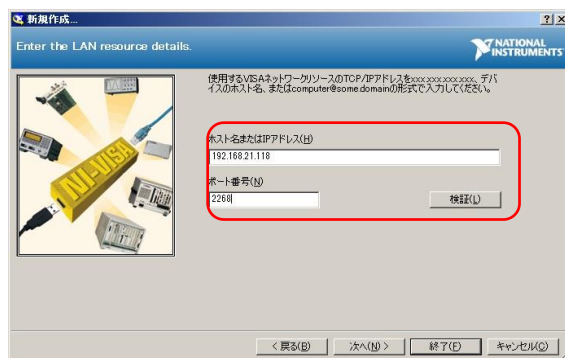 新規作成...
Enter the LAN resource details.
NATIONAL
INSTRUMENTS
使用するVISAネットワークリソースのTCP/IPアドレスをxxx.xxx.xxx.xxx、デバ
イスのホスト名、またはcomputer@some.domainの形式で入力してください。
NI-VISA
ホスト名またはIPアドレス(H)
192.168.21.118
ポート番号(N)
2268
検証(L)
< 戻る(B)
次へ(N) >
終了(F)
キャンセル(C)